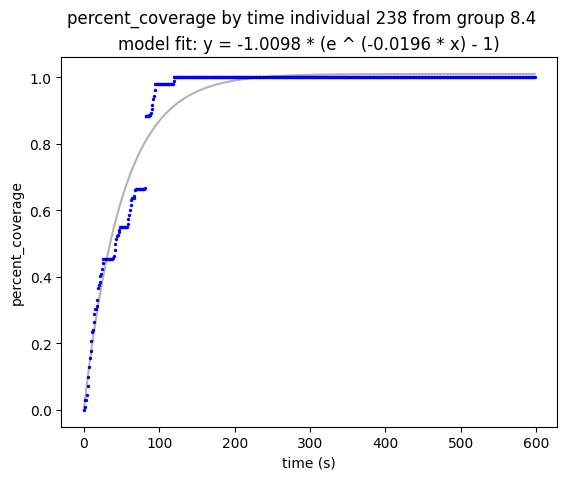 percent_coverage by time individual 238 from group 8.4
model fit: y = -1.0098 * (e ^ (-0.0196 * x) - 1)
1.0
0.8
0.6
0.4
0.2
0.0
percent_coverage
0 100 200 300 400 500 600
time (s)